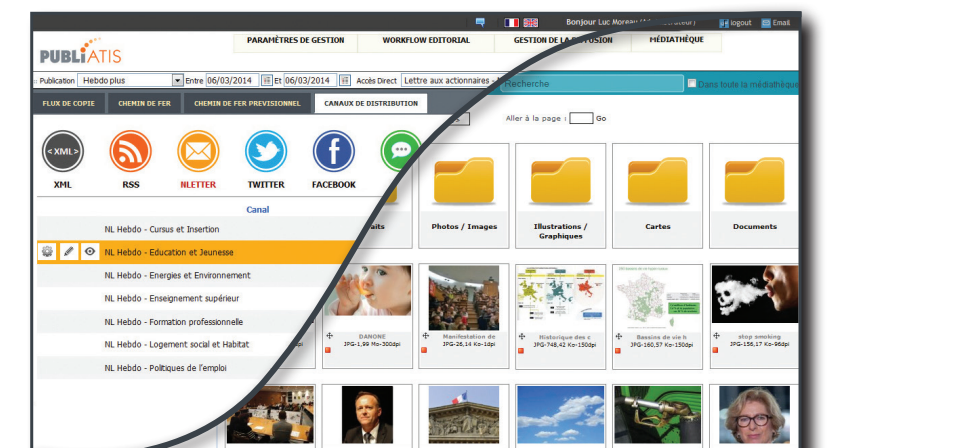 Bonjour Luc Moreau
logout
Email
PUBLiATIS
PARAMÈTRES DE GESTION
WORKFLOW EDITORIAL
GESTION DE LA DIFFUSION
MÉDIATHÈQUE
:: Publication Hebdo plus Entre 06/03/2014 Et 06/03/2014 Accès Direct Lettre aux actionnaires -
Recherche
Dans toute la médiathèque
FLUX DE COPIE
CHEMIN DE FER
CHEMIN DE FER PREVISIONNEL
CANAUX DE DISTRIBUTION
Aller à la page : Go
<XML>
XML
RSS
NLETTER
TWITTER
FACEBOOK
Photos / Images
Illustrations /
Graphiques
Cartes
Documents
Canal
NL Hebdo - Cursus et Insertion
NL Hebdo - Education et Jeunesse
NL Hebdo - Energies et Environnement
NL Hebdo - Enseignement supérieur
NL Hebdo - Formation professionnelle
NL Hebdo - Logement social et Habitat
NL Hebdo - Politiques de l'emploi
DANONE
JPG-1,99 Mo-300dpi
Manifestation de
JPG-26,14 Ko-1dpi
Historique des c
JPG-748,42 Ko-150dpi
Bassins de vie h
JPG-160,57 Ko-150dpi
stop smoking
JPG-156,17 Ko-96dpi